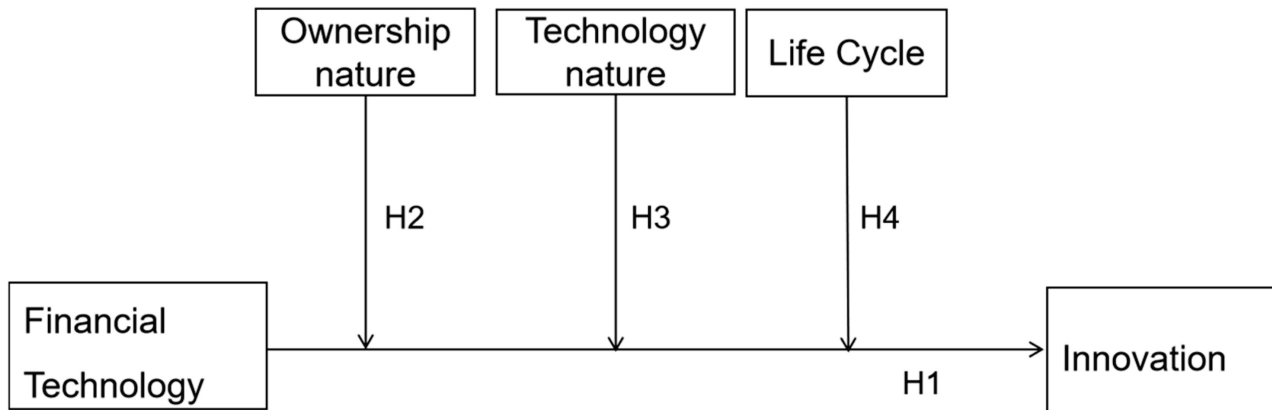 Ownership
nature
Technology
nature
Life Cycle
H2
H3
H4
Financial
Technology
H1
Innovation